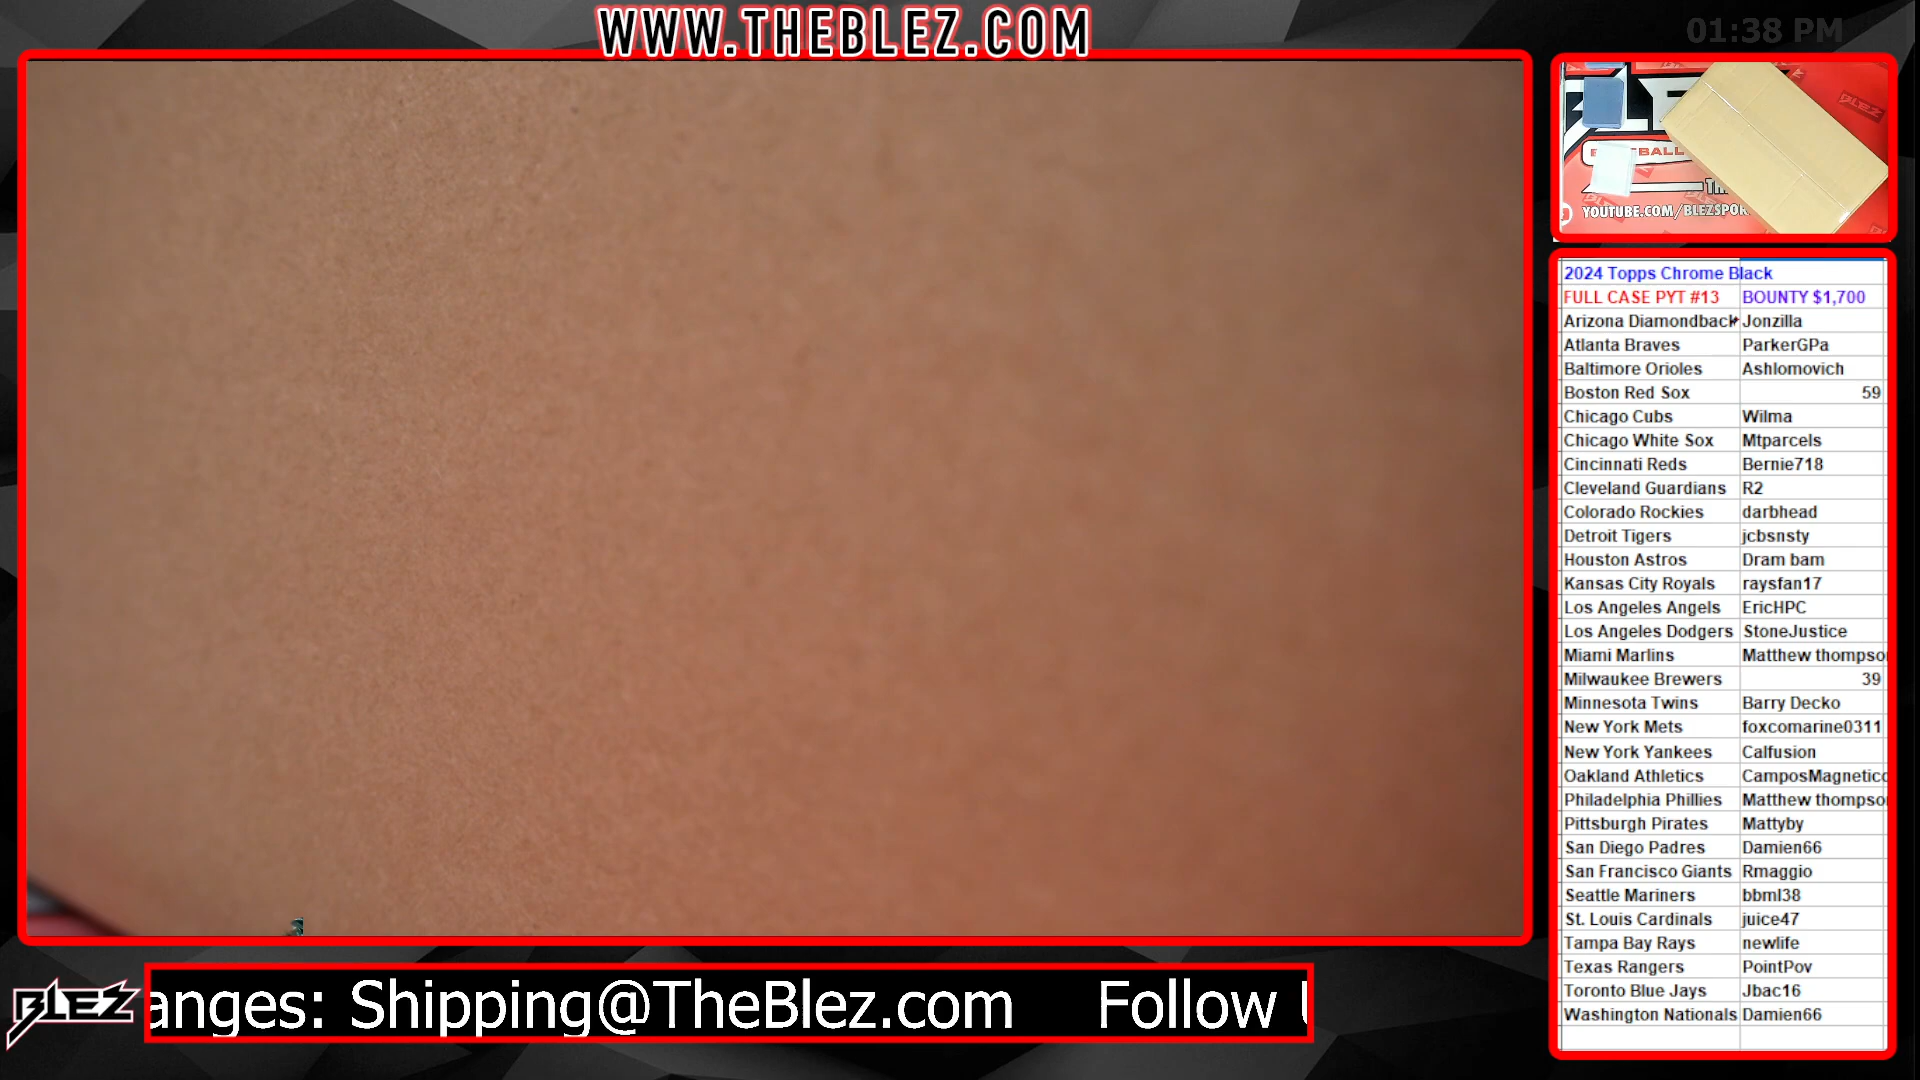 WWW.THEBLEZ.COM
01:38 PM
BLEZ
YOUTUBE.COM/BLEZSPOR
2024 Topps Chrome Black
FULL CASE PYT #13 BOUNTY $1,700
Arizona Diamondback Jonzilla
Atlanta Braves ParkerGPa
Baltimore Orioles Ashlomovich
Boston Red Sox 59
Chicago Cubs Wilma
Chicago White Sox Mtparcels
Cincinnati Reds Bernie718
Cleveland Guardians R2
Colorado Rockies darbhead
Detroit Tigers jcbsnsty
Houston Astros Dram bam
Kansas City Royals raysfan17
Los Angeles Angels EricHPC
Los Angeles Dodgers StoneJustice
Miami Marlins Matthew thompson
Milwaukee Brewers 39
Minnesota Twins Barry Decko
New York Mets foxcomarine0311
New York Yankees Calfusion
Oakland Athletics CamposMagnetico
Philadelphia Phillies Matthew thompson
Pittsburgh Pirates Mattyby
San Diego Padres Damien66
San Francisco Giants Rmaggio
Seattle Mariners bbml38
St. Louis Cardinals juice47
Tampa Bay Rays newlife
Texas Rangers PointPov
Toronto Blue Jays Jbac16
Washington Nationals Damien66
BLEZ
anges: Shipping@TheBlez.com Follow